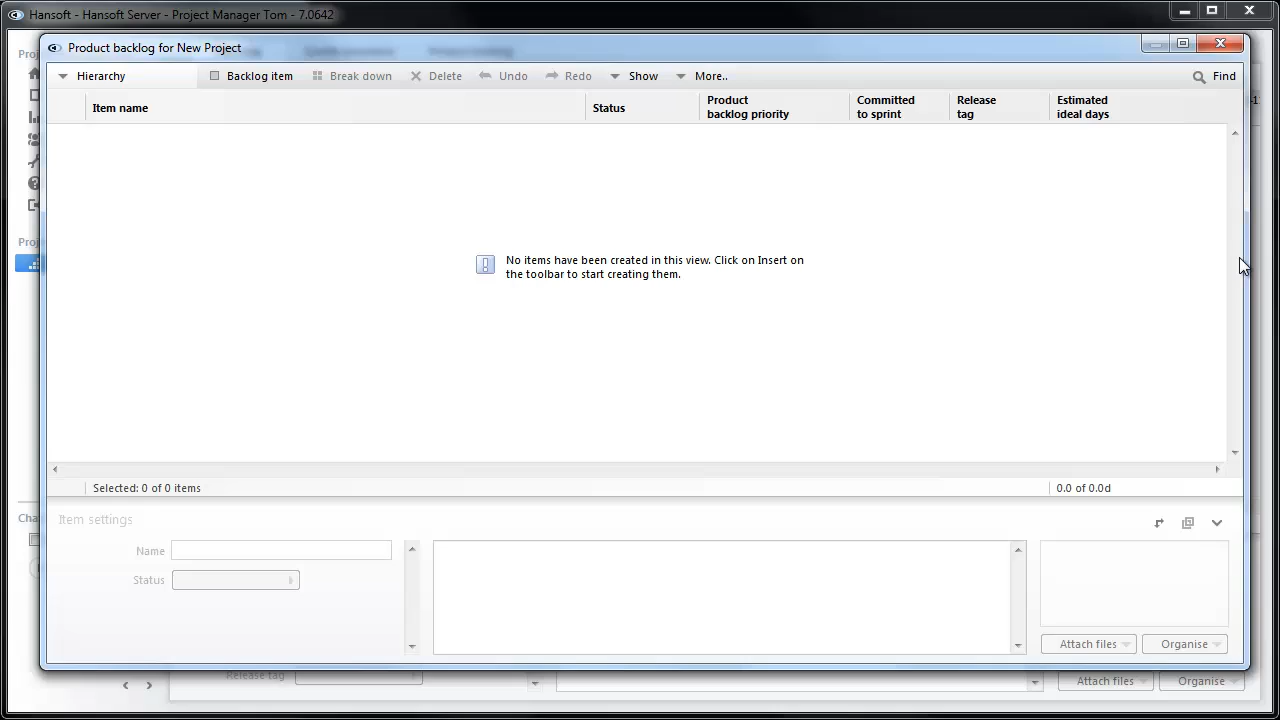 Hansoft - Hansoft Server - Project Manager Tom - 7.0642
Product backlog for New Project
Hierarchy Backlog item Break down Delete Undo Redo Show More.. Find
Item name Status Product backlog priority Committed to sprint Release tag Estimated ideal days
No items have been created in this view. Click on Insert on
the toolbar to start creating them.
Selected: 0 of 0 items 0.0 of 0.0d
Item settings
Name
Status
Attach files Organise
Release tag Attach files Organise